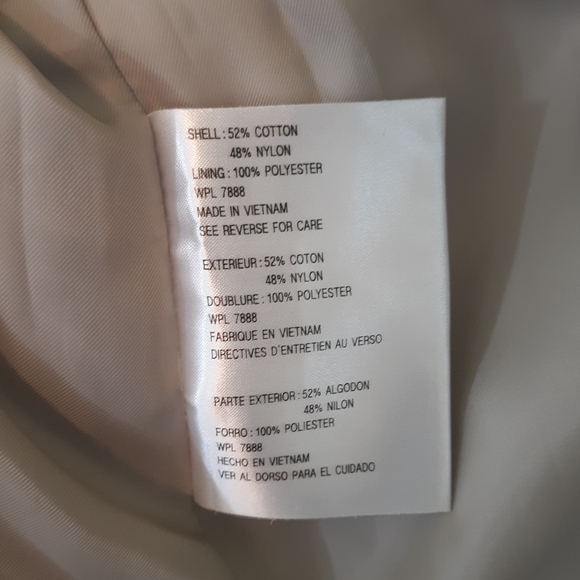 SHELL : 52% COTTON
48% NYLON
LINING : 100% POLYESTER
WPL 7888
MADE IN VIETNAM
SEE REVERSE FOR CARE
EXTERIEUR : 52% COTON
48% NYLON
DOUBLURE : 100% POLYESTER
WPL 7888
FABRIQUE EN VIETNAM
DIRECTIVES D'ENTRETIEN AU VERSO
PARTE EXTERIOR : 52% ALGODON
48% NILON
FORRO : 100% POLIESTER
WPL 7888
HECHO EN VIETNAM
VER AL DORSO PARA EL CUIDADO